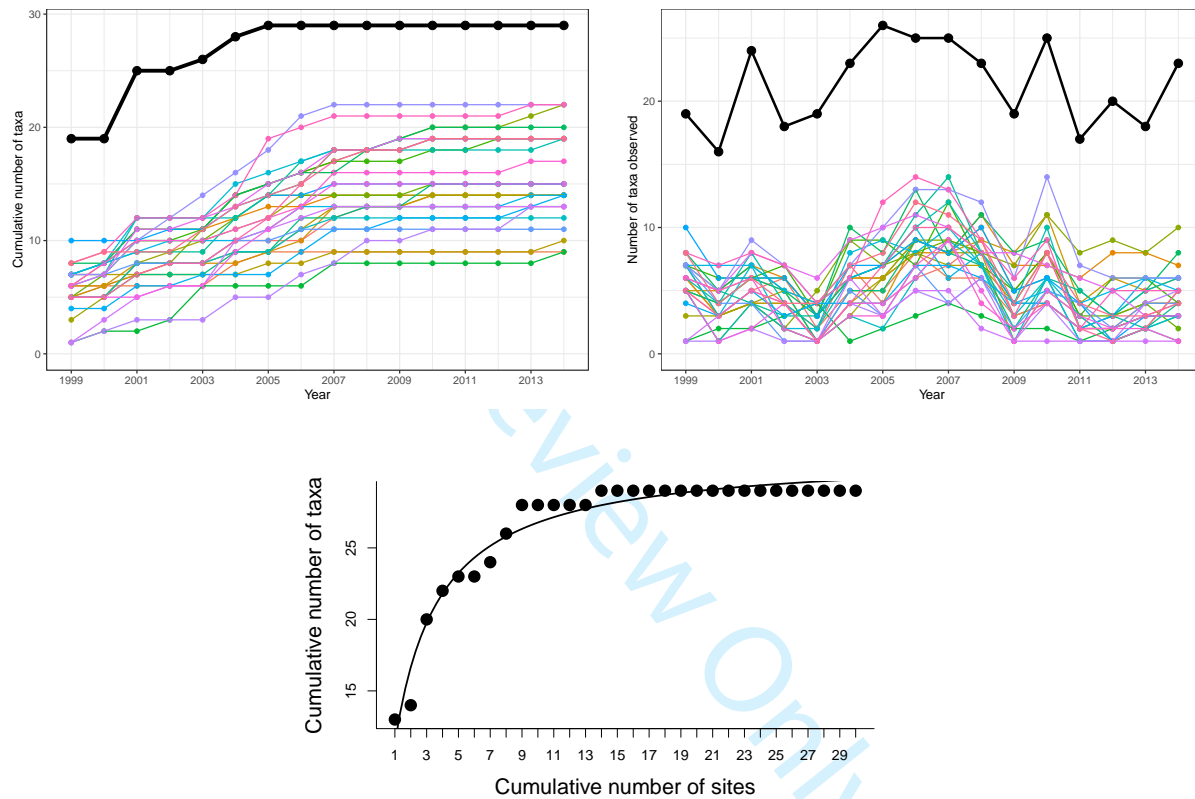 Cumulative number of taxa
30
20
10
0
1999 2001 2003 2005 2007 2009 2011 2013
Year
Number of taxa observed
20
10
0
1999 2001 2003 2005 2007 2009 2011 2013
Year
Cumulative number of taxa
25
20
15
1 3 5 7 9 11 13 15 17 19 21 23 25 27 29
Cumulative number of sites
view Only